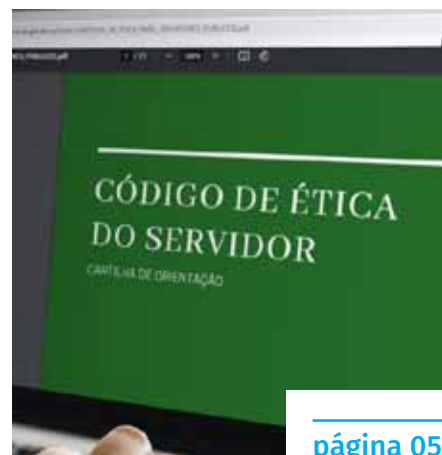 CÓDIGO DE ÉTICA
DO SERVIDOR
CARTILHA DE ORIENTAÇÃO
página 05